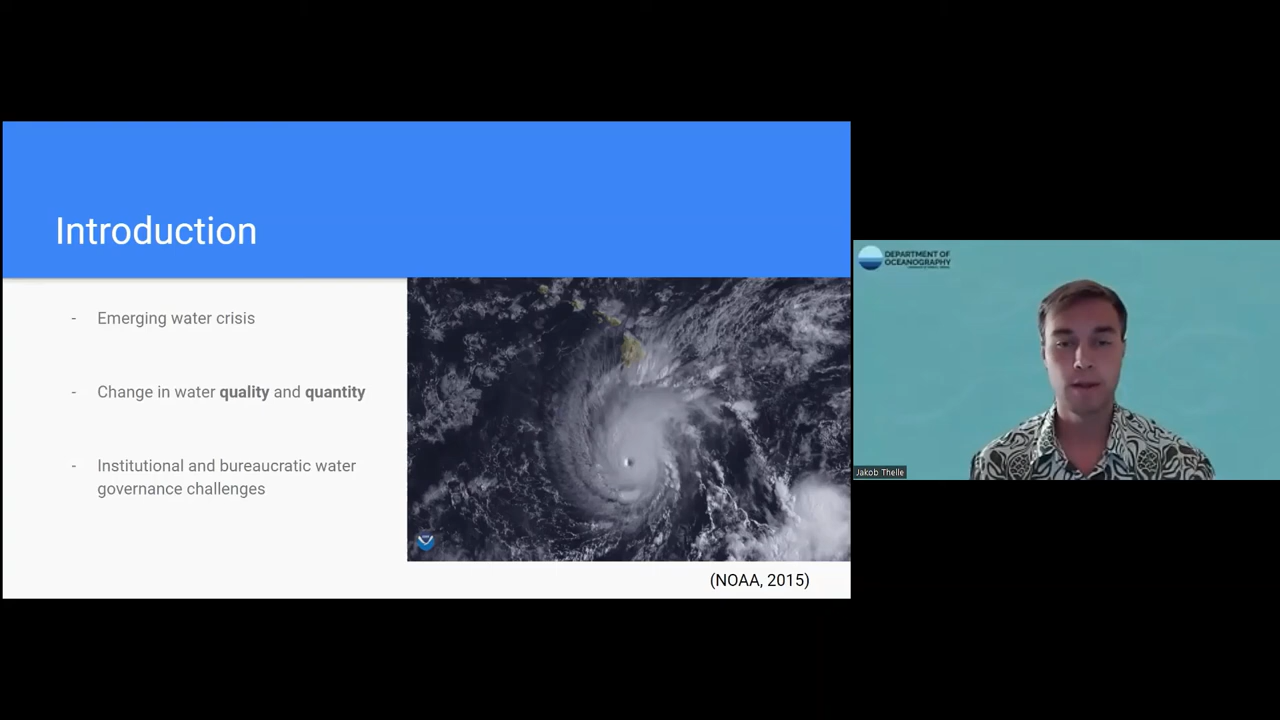 Introduction
- Emerging water crisis
- Change in water quality and quantity
- Institutional and bureaucratic water
governance challenges
(NOAA, 2015)
DEPARTMENT OF
OCEANOGRAPHY
Jakob Thelle